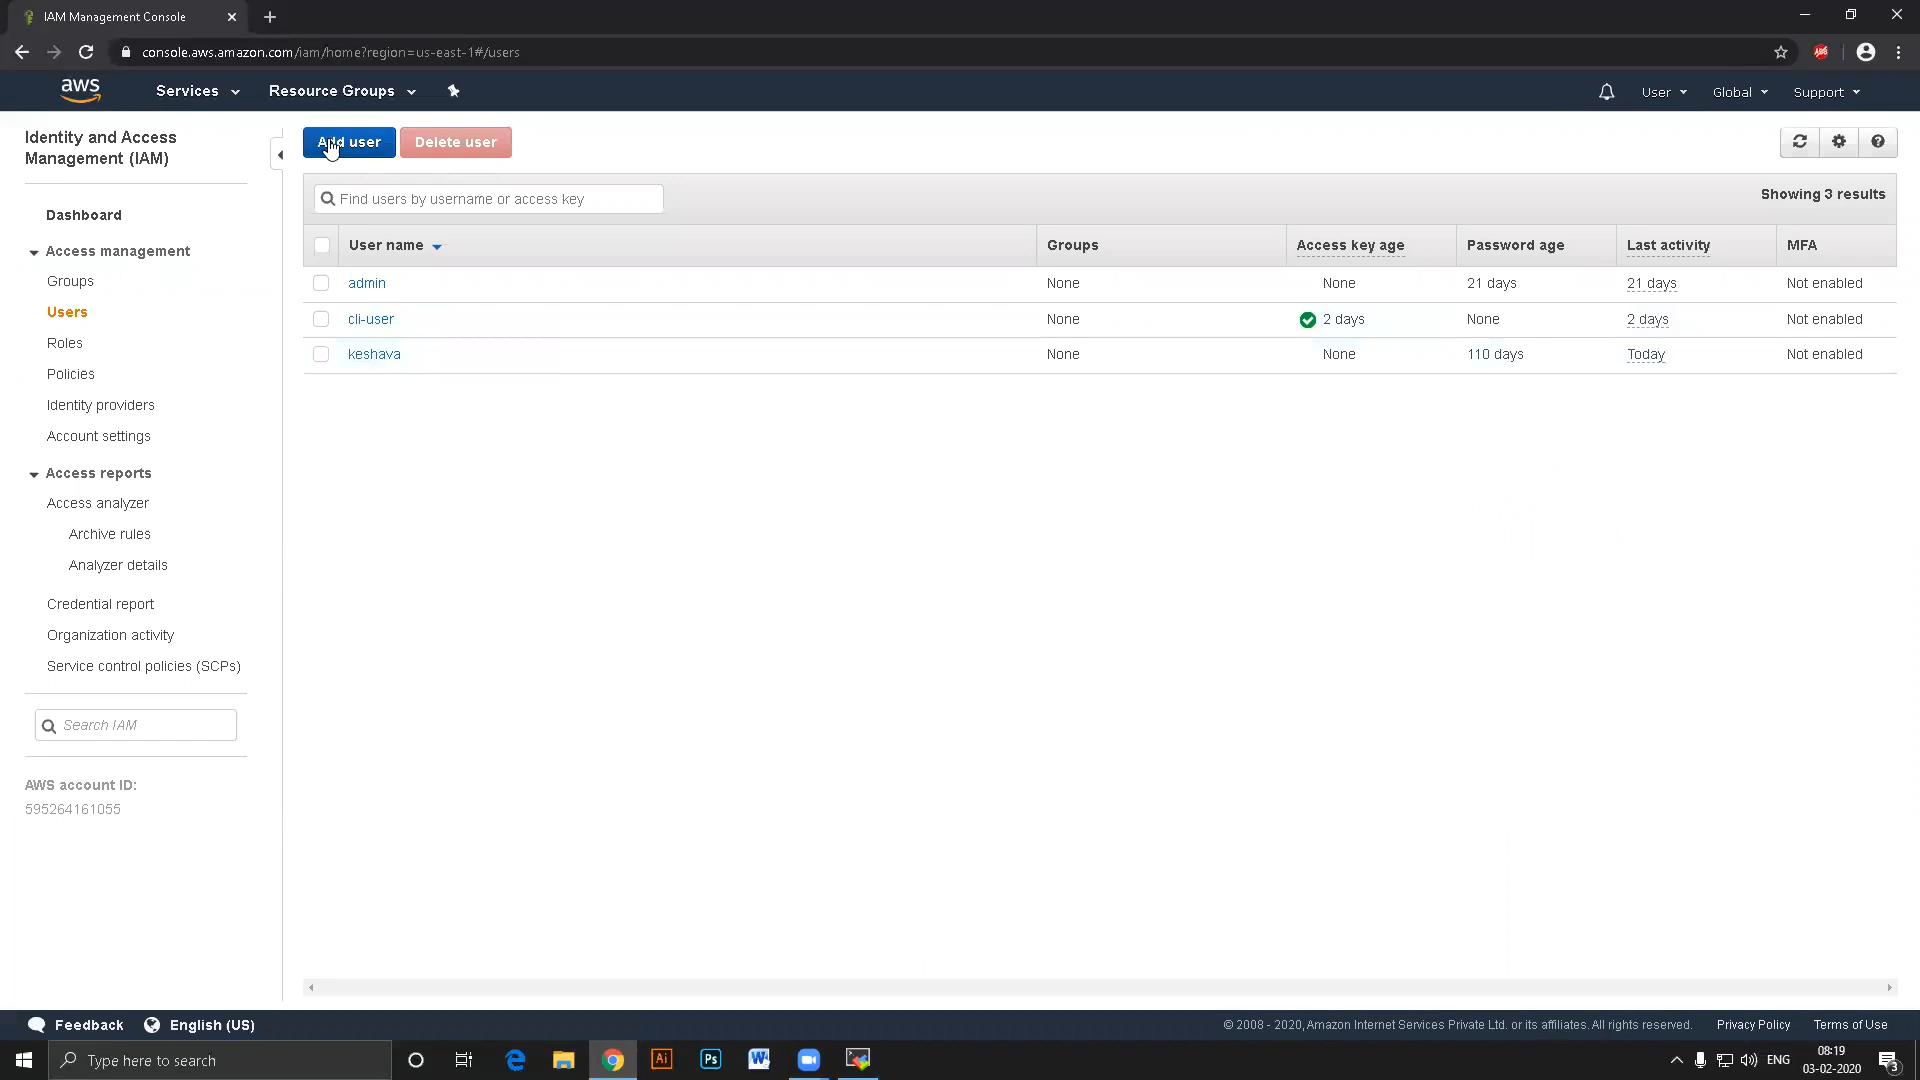 IAM Management Console
console.aws.amazon.com/iam/home?region=us-east-1#/users
ABP
aws
Services
Resource Groups
User
Global
Support
Identity and Access
Management (IAM)
Dashboard
Access management
Groups
Users
Roles
Policies
Identity providers
Account settings
Access reports
Access analyzer
Archive rules
Analyzer details
Credential report
Organization activity
Service control policies (SCPs)
Search IAM
AWS account ID:
595264161055
Add user
Delete user
Find users by username or access key
Showing 3 results
User name Groups Access key age Password age Last activity MFA
admin None None 21 days 21 days Not enabled
cli-user None 2 days None 2 days Not enabled
keshava None None 110 days Today Not enabled
Feedback
English (US)
© 2008 - 2020, Amazon Internet Services Private Ltd. or its affiliates. All rights reserved.
Privacy Policy
Terms of Use
Type here to search
Ai
Ps
W
ENG
08:19
03-02-2020
3